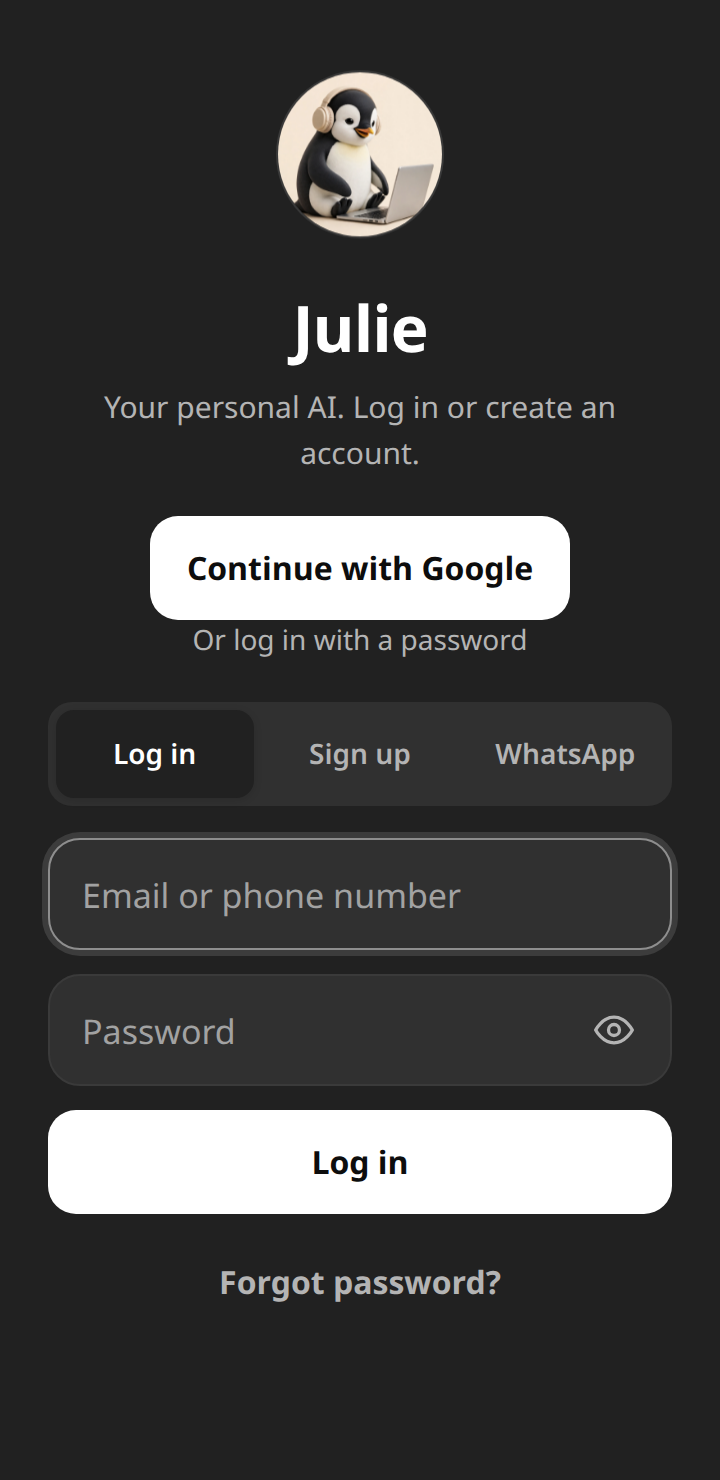 Julie
Your personal AI. Log in or create an
account.
Continue with Google
Or log in with a password
Log in
Sign up
WhatsApp
Email or phone number
Password
Log in
Forgot password?